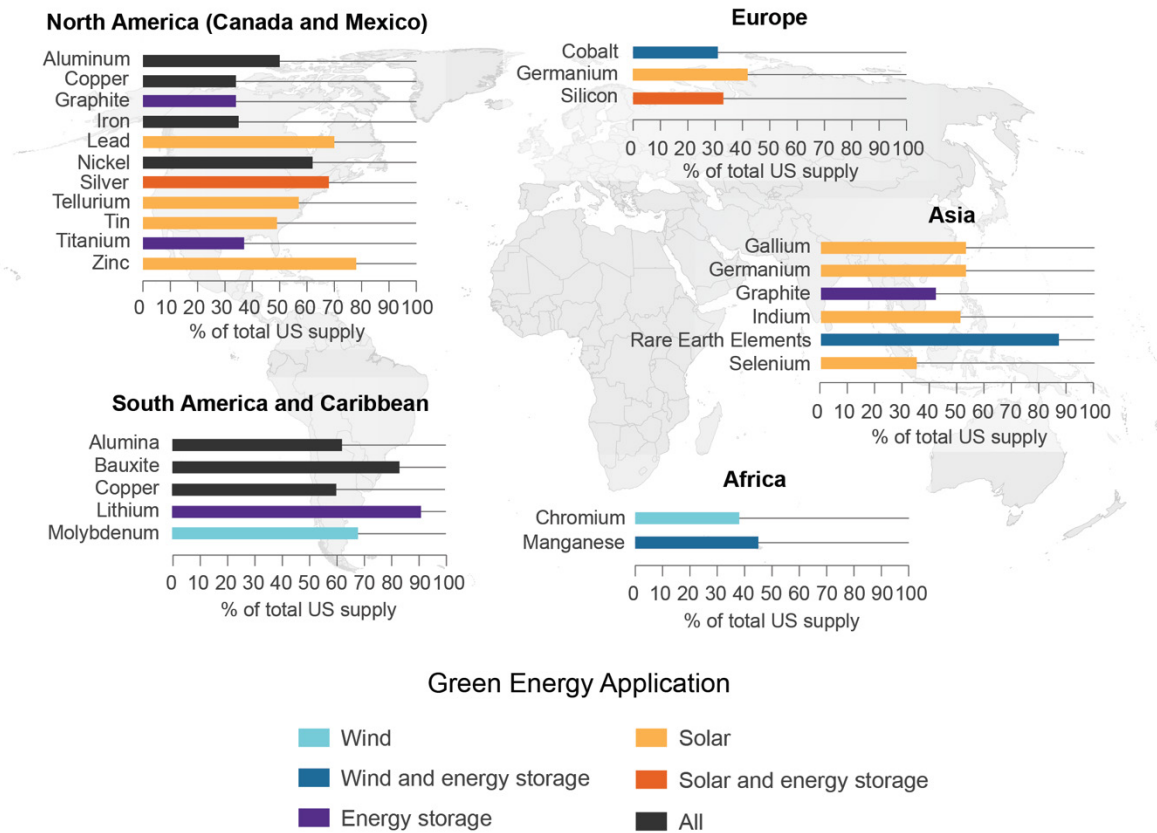 North America (Canada and Mexico)
Aluminum
Copper
Graphite
Iron
Lead
Nickel
Silver
Tellurium
Tin
Titanium
Zinc
0 10 20 30 40 50 60 70 80 90 100
% of total US supply
Europe
Cobalt
Germanium
Silicon
0 10 20 30 40 50 60 70 80 90 100
% of total US supply
Asia
Gallium
Germanium
Graphite
Indium
Rare Earth Elements
Selenium
0 10 20 30 40 50 60 70 80 90 100
% of total US supply
South America and Caribbean
Alumina
Bauxite
Copper
Lithium
Molybdenum
0 10 20 30 40 50 60 70 80 90 100
% of total US supply
Africa
Chromium
Manganese
0 10 20 30 40 50 60 70 80 90 100
% of total US supply
Green Energy Application
Wind
Wind and energy storage
Energy storage
Solar
Solar and energy storage
All